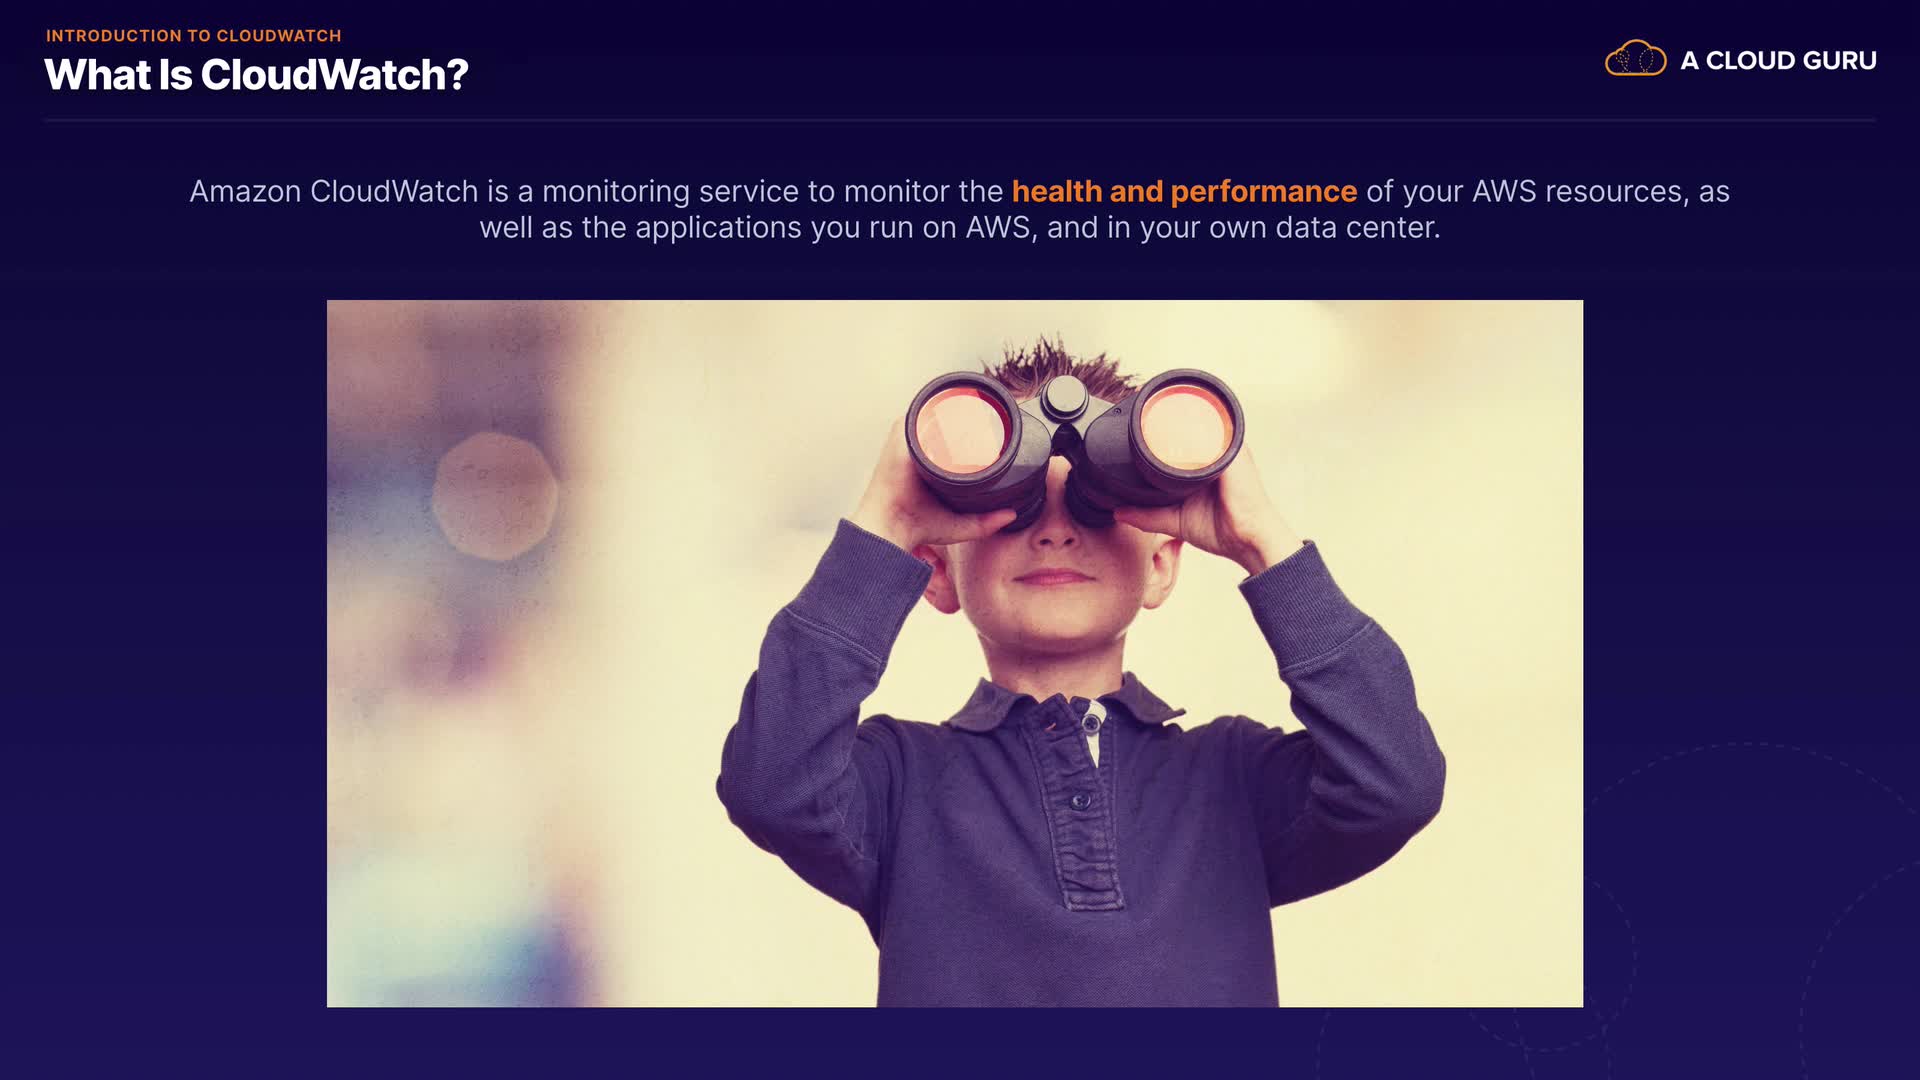 INTRODUCTION TO CLOUDWATCH
What Is CloudWatch?
A CLOUD GURU
Amazon CloudWatch is a monitoring service to monitor the health and performance of your AWS resources, as
well as the applications you run on AWS, and in your own data center.